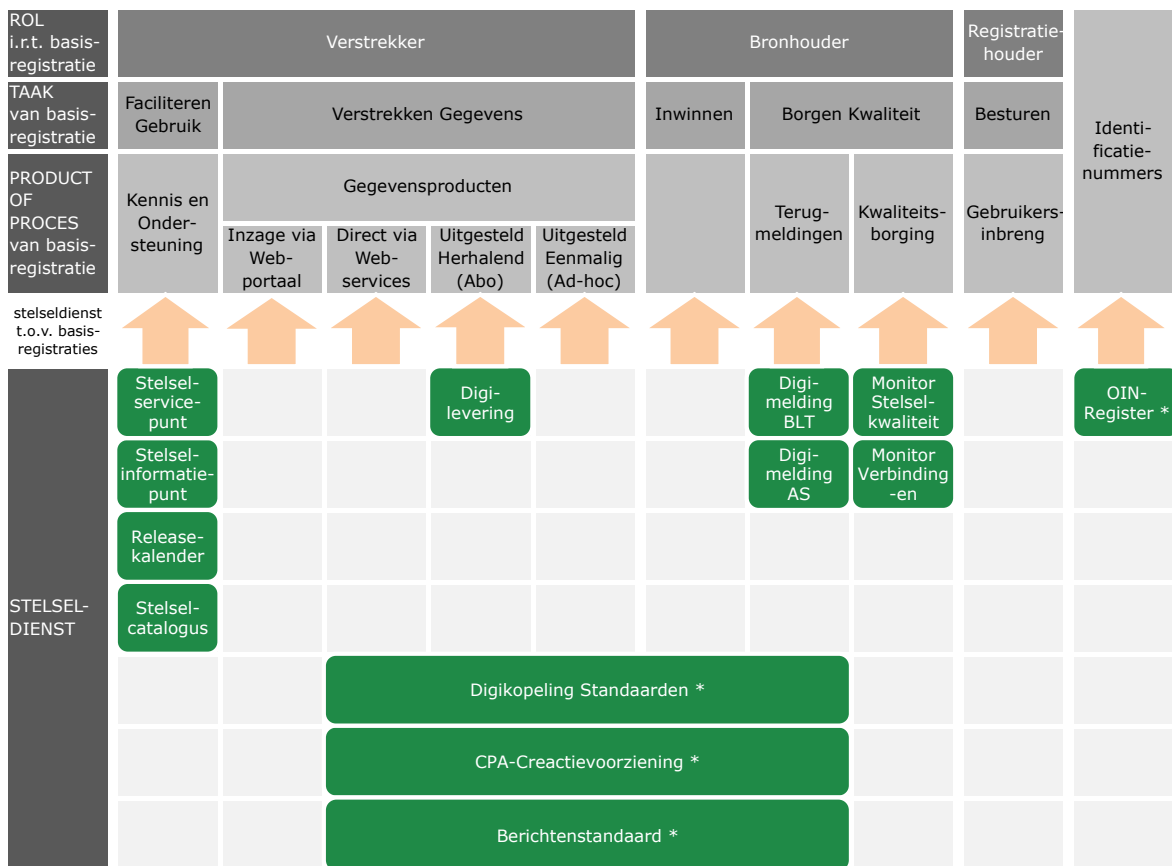 ROL
i.r.t. basis-
registratie
Verstrekker
Bronhouder
Registratie-
houder
Identi-
ficatie-
nummers
TAAK
van basis-
registratie
Faciliteren
Gebruik
Verstrekken Gegevens
Inwinnen
Borgen Kwaliteit
Besturen
PRODUCT
OF
PROCES
van basis-
registratie
Kennis en
Onder-
steuning
Gegevensproducten
Inzage via
Web-
portaal
Direct via
Web-
services
Uitgesteld
Herhalend
(Abo)
Uitgesteld
Eenmalig
(Ad-hoc)
Terug-
meldingen
Kwaliteits-
borging
Gebruikers-
inbreng
stelseldienst
t.o.v. basis-
registraties
STELSEL-
DIENST
Stelsel-
service-
punt
Digi-
levering
Digi-
melding
BLT
Monitor
Stelsel-
kwaliteit
OIN-
Register *
Stelsel-
informatie-
punt
Digi-
melding
AS
Monitor
Verbinding
-en
Release-
kalender
Stelsel-
catalogus
Digikopeling Standaarden *
CPA-Creactievoorziening *
Berichtenstandaard *